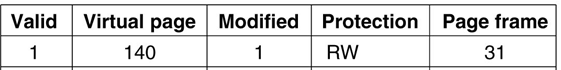 Valid Virtual page Modified Protection Page frame
1 140 1 RW 31